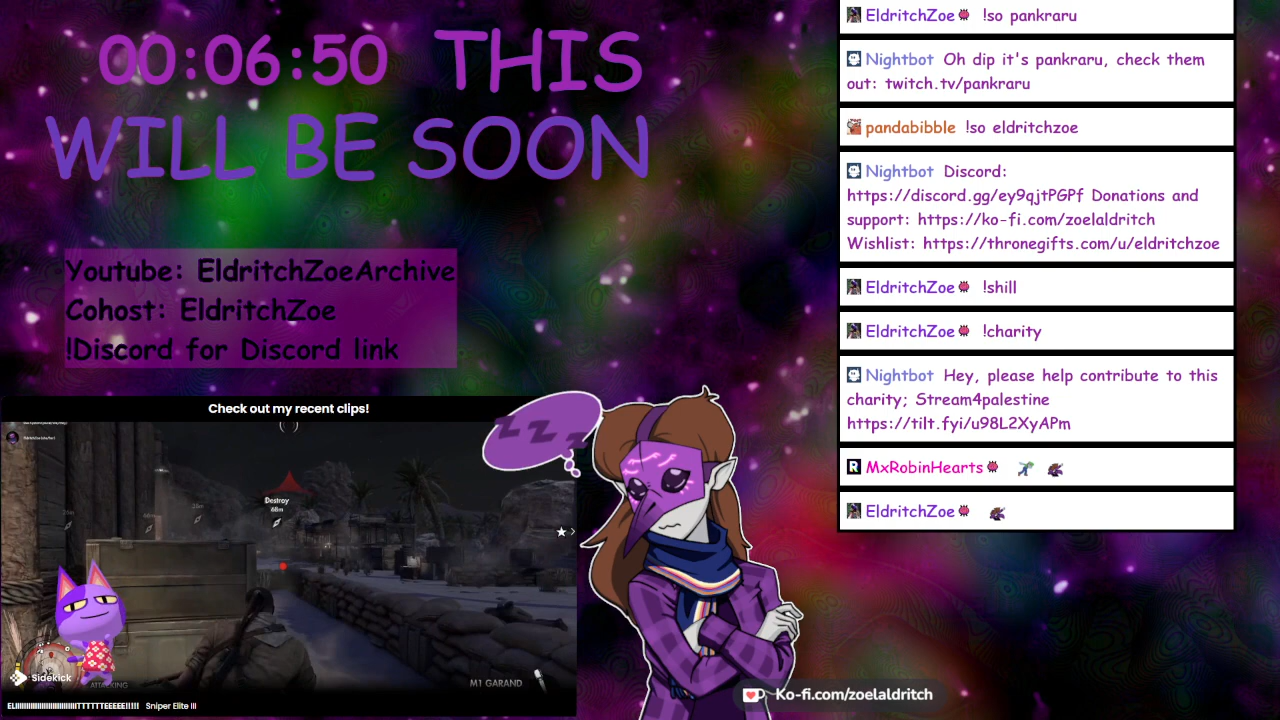 00:06:50 THIS
WILL BE SOON
Youtube: EldritchZoeArchive
Cohost: EldritchZoe
!Discord for Discord link
Check out my recent clips!
Destroy
68m
Sidekick
ATTACKING
M1 GARAND
Sniper Elite III
Z Z Z
Ko-fi.com/zoelaldritch
EldritchZoe !so pankraru
Nightbot Oh dip it's pankraru, check them
out: twitch.tv/pankraru
pandabibble !so eldritchzoe
Nightbot Discord:
https://discord.gg/ey9qjtPGPf Donations and
support: https://ko-fi.com/zoelaldritch
Wishlist: https://thronegifts.com/u/eldritchzoe
EldritchZoe !shill
EldritchZoe !charity
Nightbot Hey, please help contribute to this
charity; Stream4palestine
https://tilt.fyi/u98L2XyAPm
R MxRobinHearts
EldritchZoe